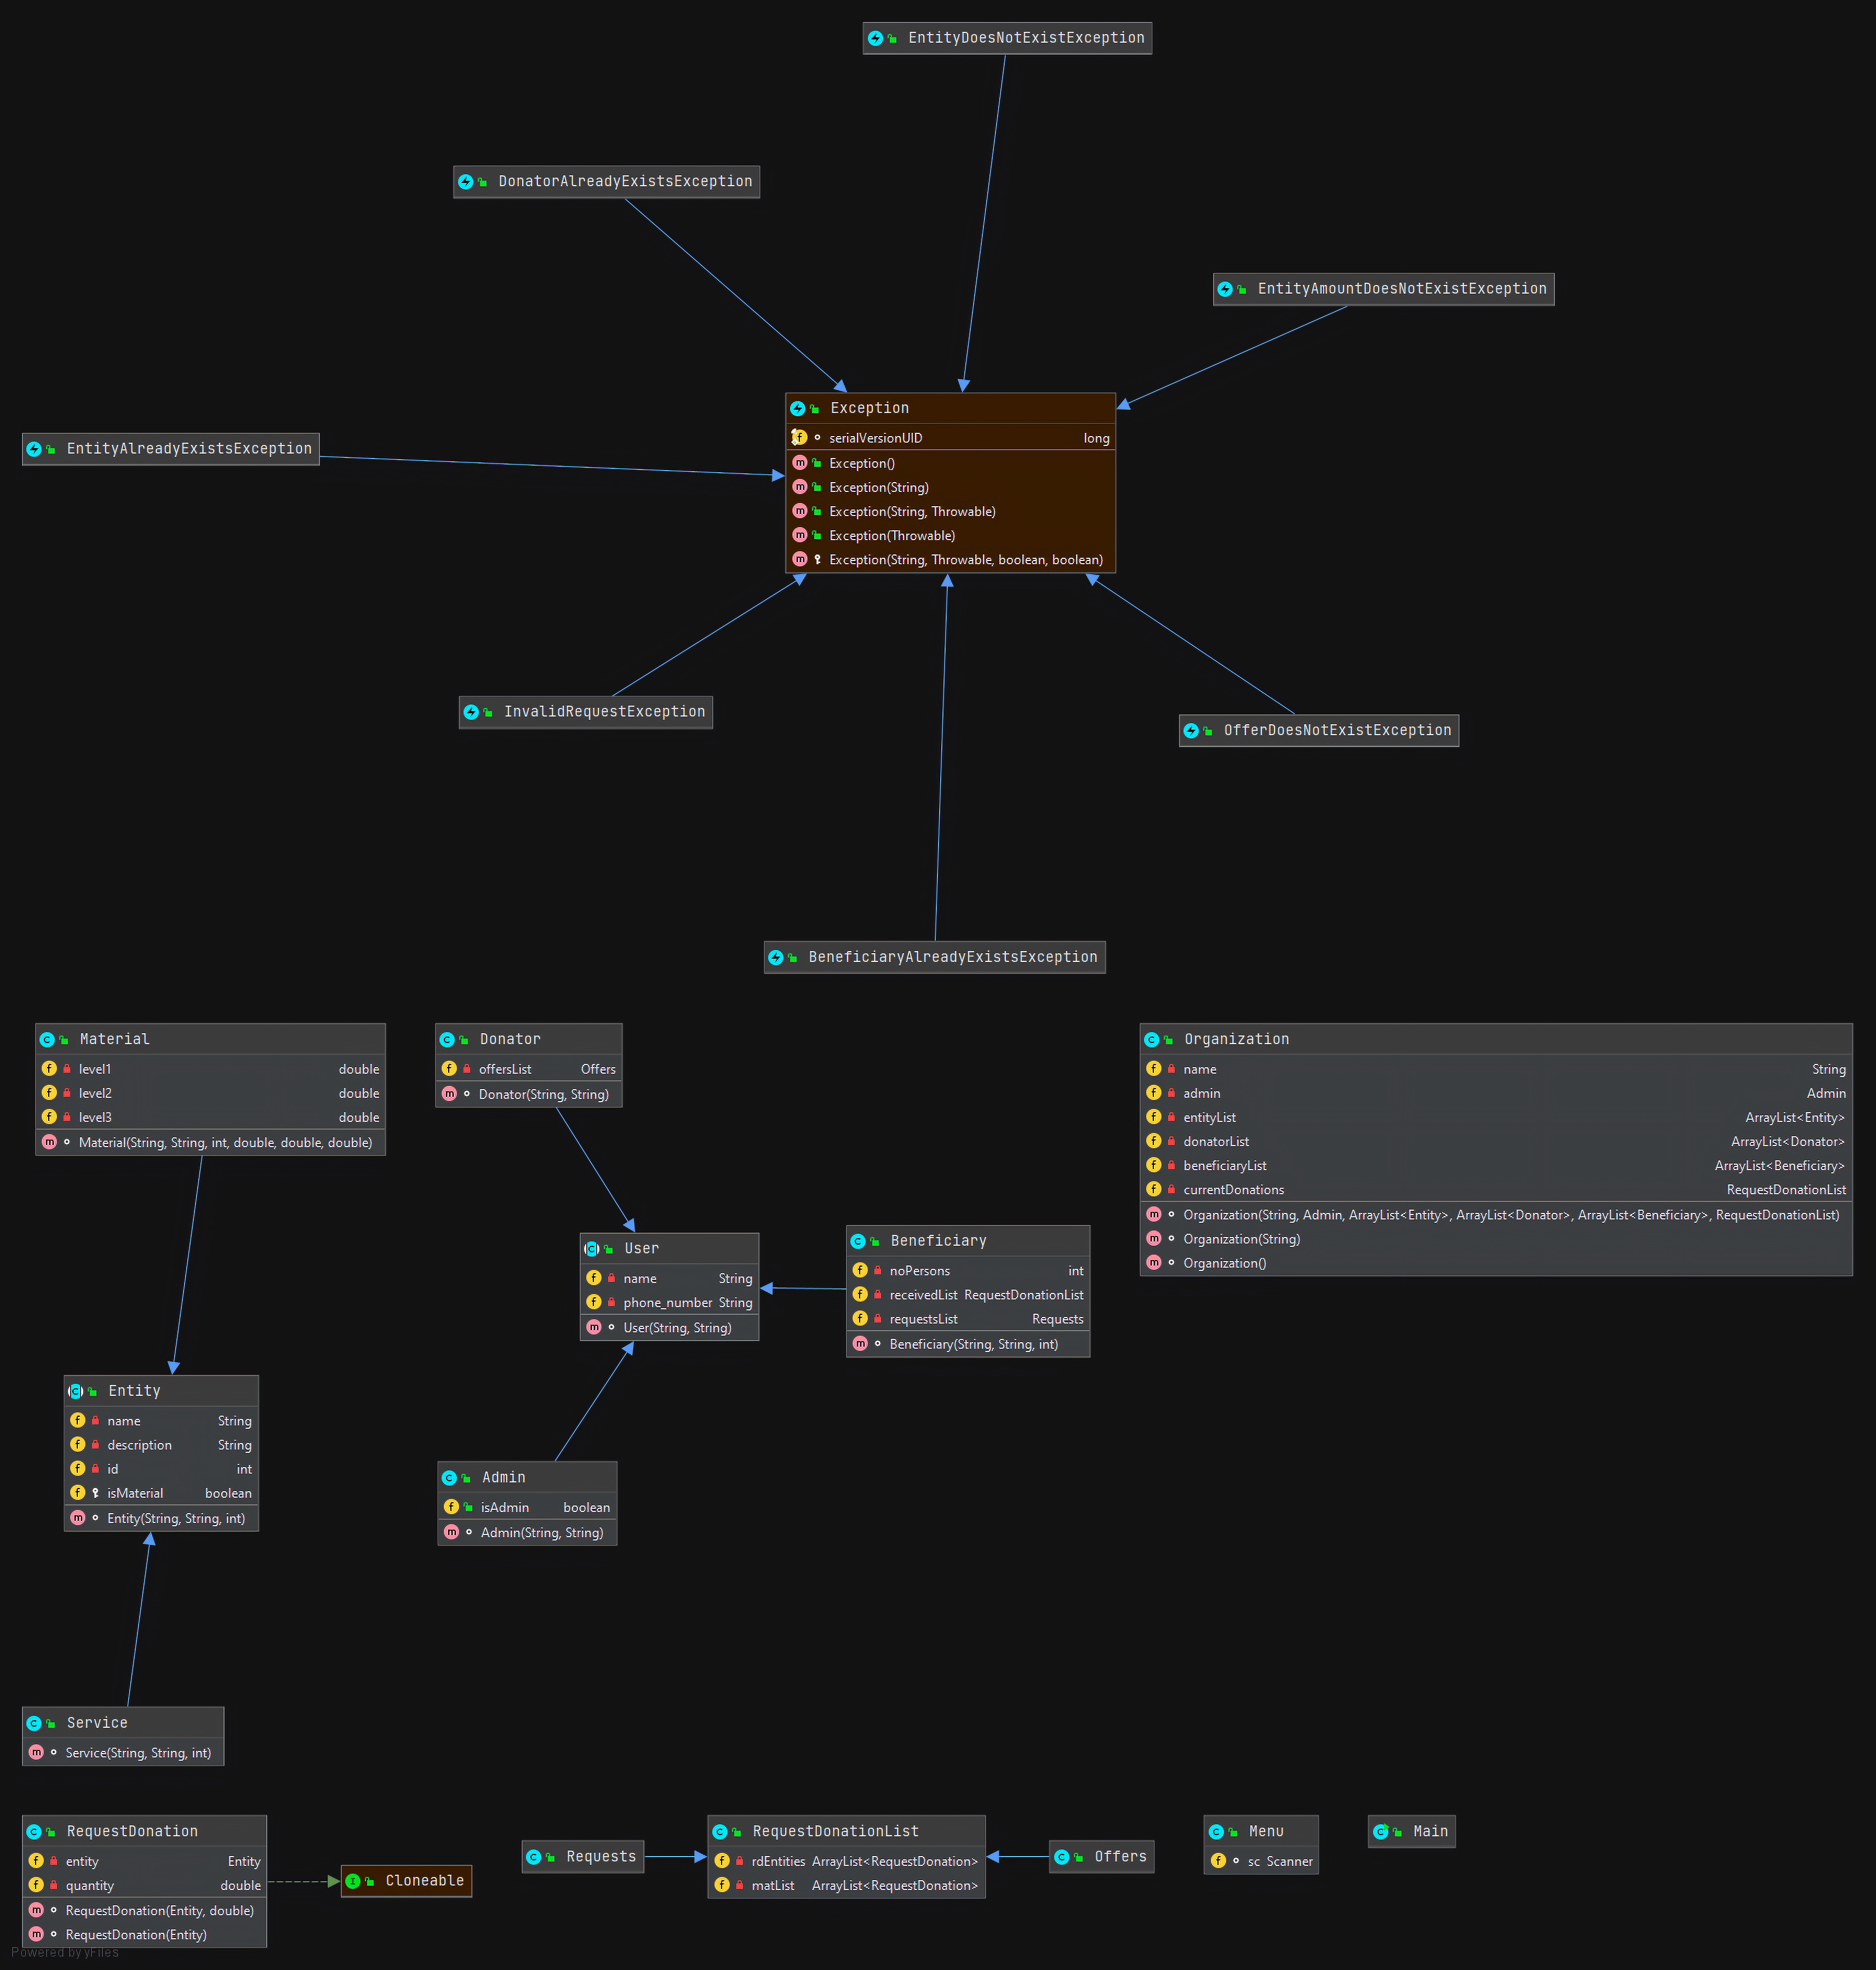 EntityDoesNotExistException
DonatorAlreadyExistsException
EntityAmountDoesNotExistException
Exception
serialVersionUID long
Exception()
Exception(String)
Exception(String, Throwable)
Exception(Throwable)
Exception(String, Throwable, boolean, boolean)
EntityAlreadyExistsException
InvalidRequestException
OfferDoesNotExistException
BeneficiaryAlreadyExistsException
Material
level1 double
level2 double
level3 double
Material(String, String, int, double, double, double)
Donator
offersList Offers
Donator(String, String)
Organization
name String
admin Admin
entityList ArrayList<Entity>
donatorList ArrayList<Donator>
beneficiaryList ArrayList<Beneficiary>
currentDonations RequestDonationList
Organization(String, Admin, ArrayList<Entity>, ArrayList<Donator>, ArrayList<Beneficiary>, RequestDonationList)
Organization(String)
Organization()
User
name String
phone_number String
User(String, String)
Beneficiary
noPersons int
receivedList RequestDonationList
requestsList Requests
Beneficiary(String, String, int)
Entity
name String
description String
id int
isMaterial boolean
Entity(String, String, int)
Admin
isAdmin boolean
Admin(String, String)
Service
Service(String, String, int)
RequestDonation
entity Entity
quantity double
RequestDonation(Entity, double)
RequestDonation(Entity)
Cloneable
Requests
RequestDonationList
rdEntities ArrayList<RequestDonation>
matList ArrayList<RequestDonation>
Offers
Menu
sc Scanner
Main
Powered by yFiles